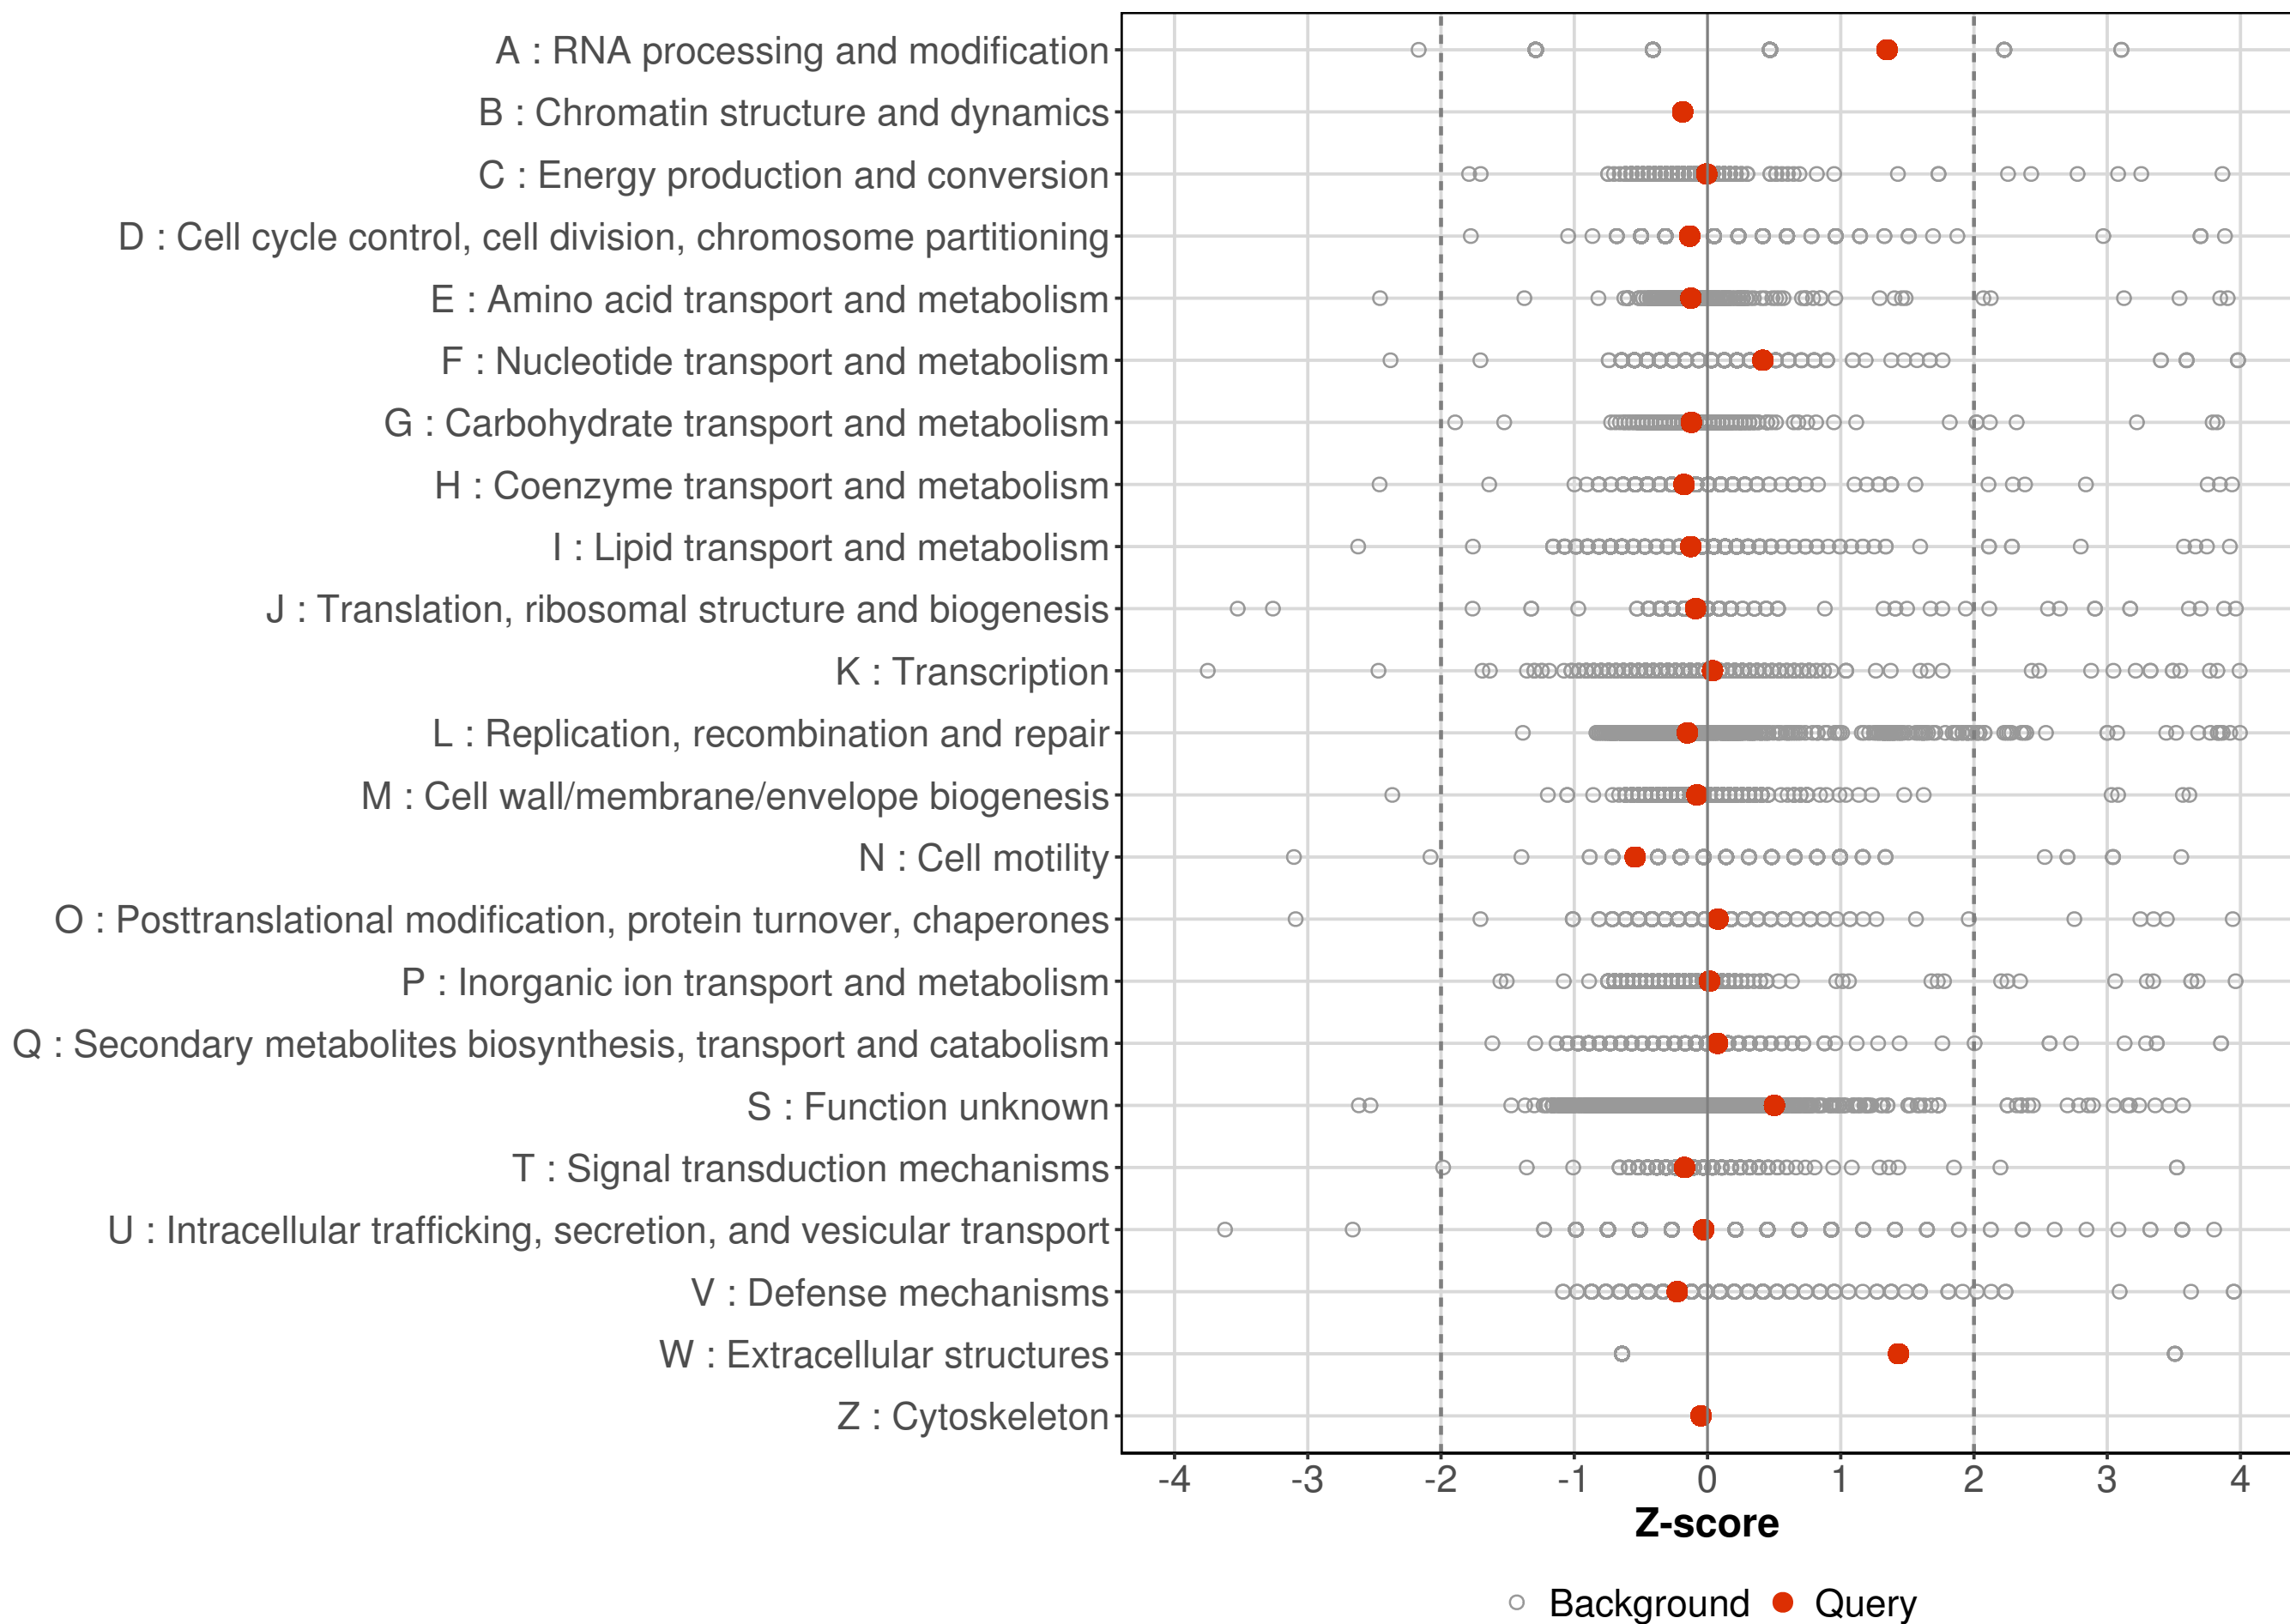 A : RNA processing and modification
B : Chromatin structure and dynamics
C : Energy production and conversion
D : Cell cycle control, cell division, chromosome partitioning
E : Amino acid transport and metabolism
F : Nucleotide transport and metabolism
G : Carbohydrate transport and metabolism
H : Coenzyme transport and metabolism
I : Lipid transport and metabolism
J : Translation, ribosomal structure and biogenesis
K : Transcription
L : Replication, recombination and repair
M : Cell wall/membrane/envelope biogenesis
N : Cell motility
O : Posttranslational modification, protein turnover, chaperones
P : Inorganic ion transport and metabolism
Q : Secondary metabolites biosynthesis, transport and catabolism
S : Function unknown
T : Signal transduction mechanisms
U : Intracellular trafficking, secretion, and vesicular transport
V : Defense mechanisms
W : Extracellular structures
Z : Cytoskeleton
-4 -3 -2 -1 0 1 2 3 4
Z-score
Background Query